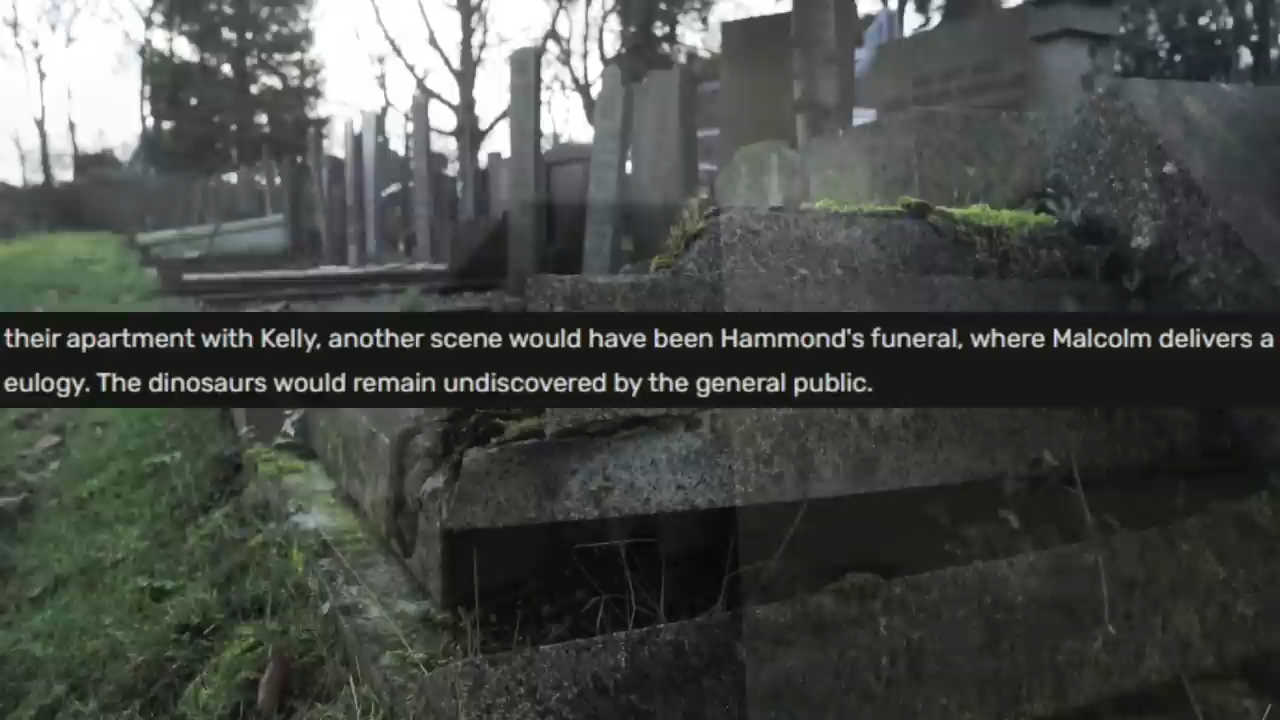 their apartment with Kelly, another scene would have been Hammond's funeral, where Malcolm delivers a
eulogy. The dinosaurs would remain undiscovered by the general public.